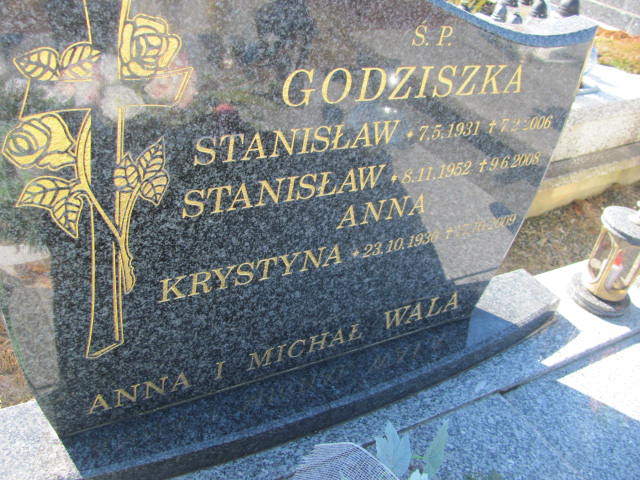 Ś.P.
GODZISZKA
STANISŁAW * 7.5.1931 † 7.2.2006
STANISŁAW * 8.11.1952 † 9.6.2008
ANNA
KRYSTYNA * 23.10.1936 †
ANNA I MICHAŁ WALA